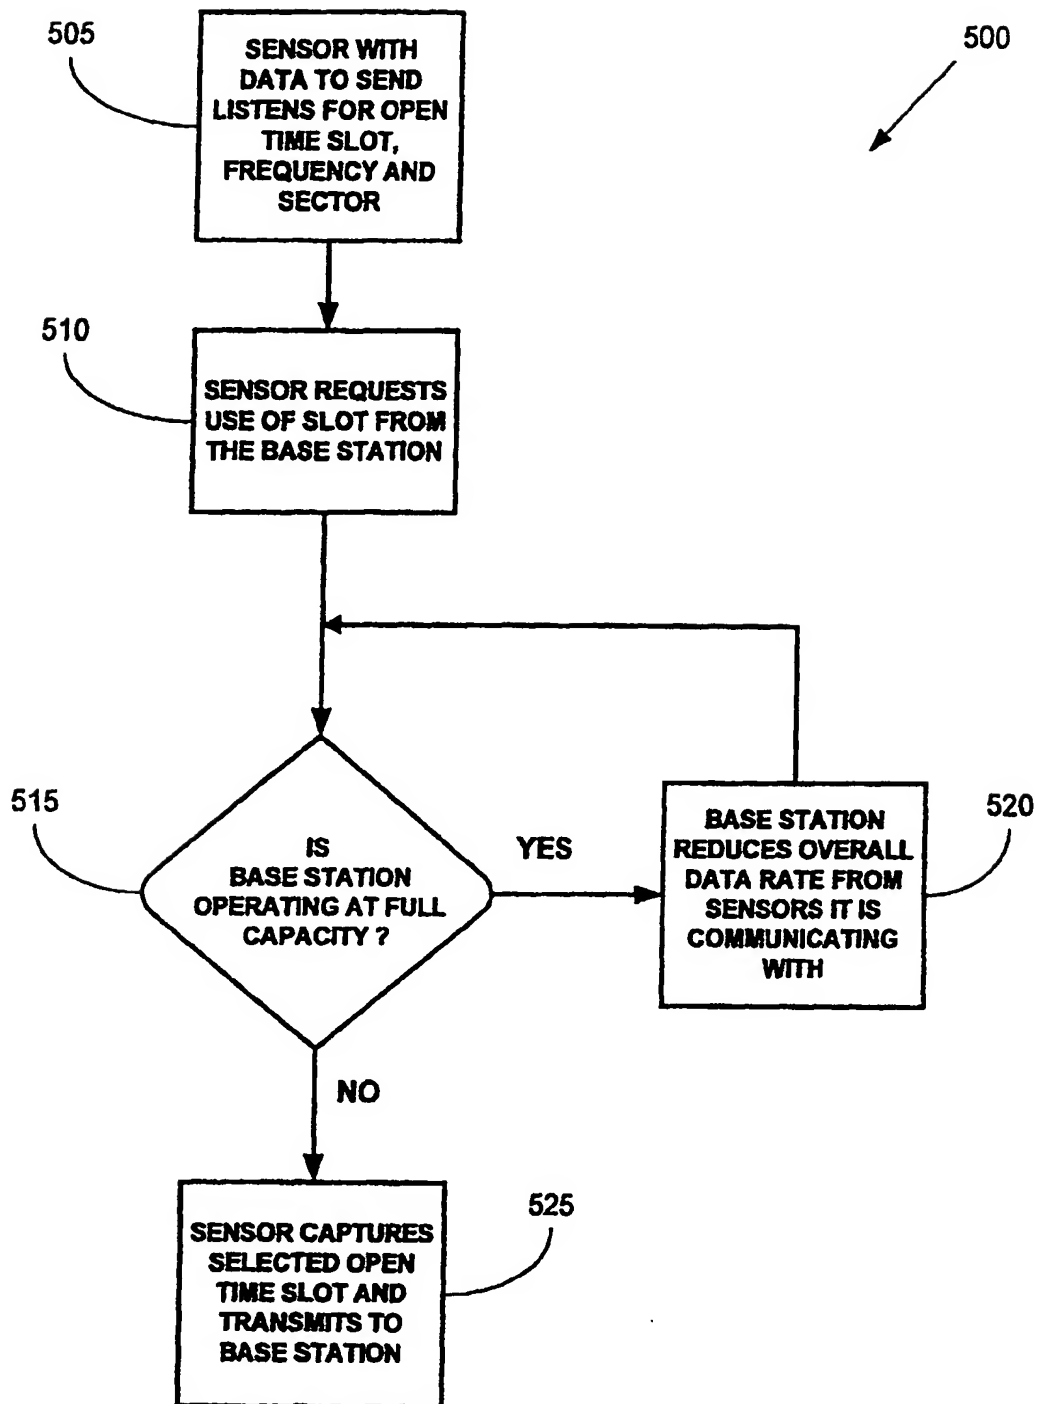 505
500
SENSOR WITH
DATA TO SEND
LISTENS FOR OPEN
TIME SLOT,
FREQUENCY AND
SECTOR
510
SENSOR REQUESTS
USE OF SLOT FROM
THE BASE STATION
515
IS
BASE STATION
OPERATING AT FULL
CAPACITY ?
YES
520
BASE STATION
REDUCES OVERALL
DATA RATE FROM
SENSORS IT IS
COMMUNICATING
WITH
NO
525
SENSOR CAPTURES
SELECTED OPEN
TIME SLOT AND
TRANSMITS TO
BASE STATION